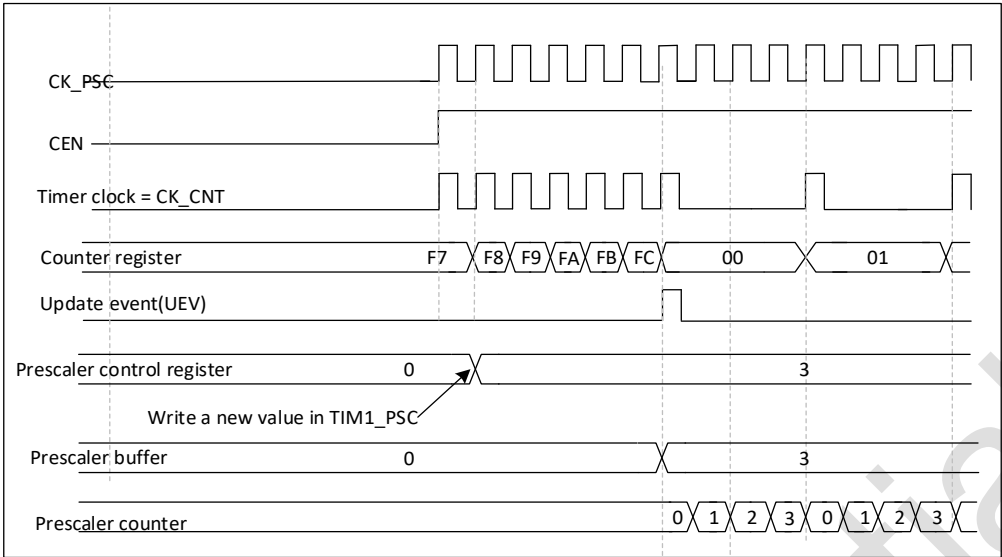 CK_PSC
CEN
Timer clock = CK_CNT
Counter register F7 F8 F9 FA FB FC 00 01
Update event(UEV)
Prescaler control register 0 3
Write a new value in TIM1_PSC
Prescaler buffer 0 3
Prescaler counter 0 1 2 3 0 1 2 3